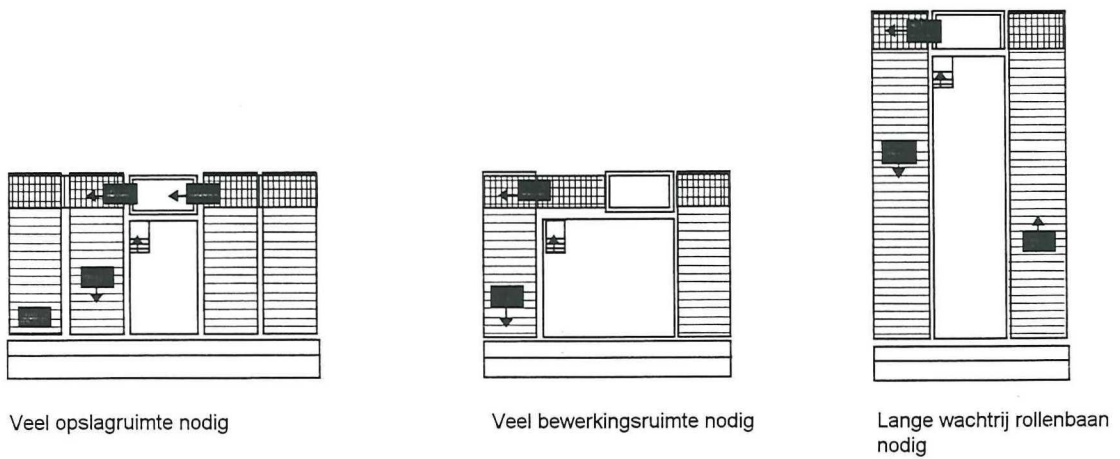 Veel opslagruimte nodig
Veel bewerkingsruimte nodig
Lange wachtrij rollenbaan
nodig